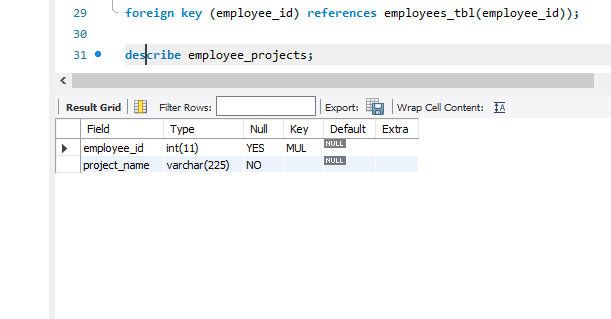 29 foreign key (employee_id) references employees_tbl(employee_id));
30
31 describe employee_projects;
Result Grid Filter Rows: Export: Wrap Cell Content: IA
Field Type Null Key Default Extra
employee_id int(11) YES MUL NULL
project_name varchar(225) NO NULL